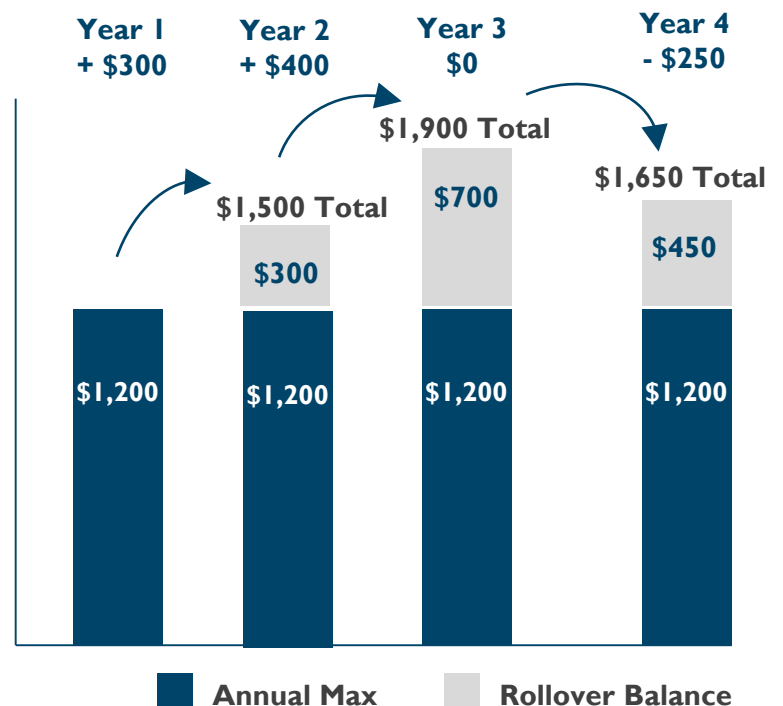 Year 1
+ $300
Year 2
+ $400
Year 3
$0
Year 4
- $250
$1,900 Total
$1,650 Total
$1,500 Total
$700
$450
$300
$1,200
$1,200
$1,200
$1,200
Annual Max
Rollover Balance